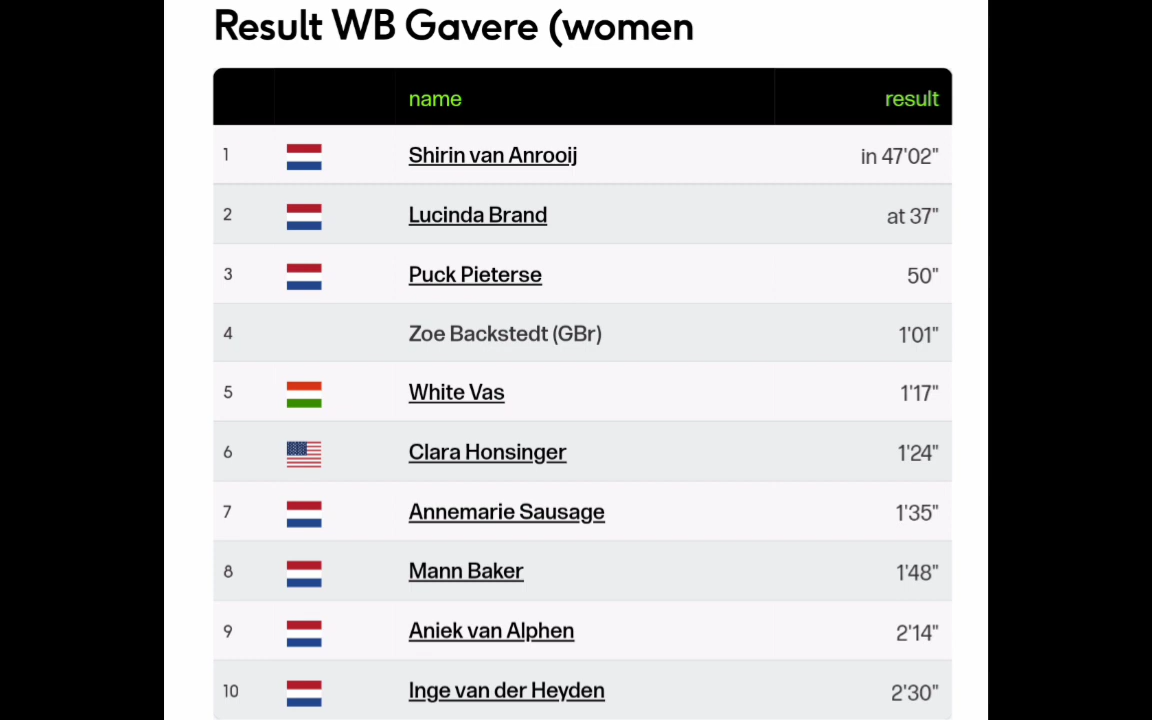 Result WB Gavere (women
name result
1 Shirin van Anrooij in 47'02"
2 Lucinda Brand at 37"
3 Puck Pieterse 50"
4 Zoe Backstedt (GBr) 1'01"
5 White Vas 1'17"
6 Clara Honsinger 1'24"
7 Annemarie Sausage 1'35"
8 Mann Baker 1'48"
9 Aniek van Alphen 2'14"
10 Inge van der Heyden 2'30"